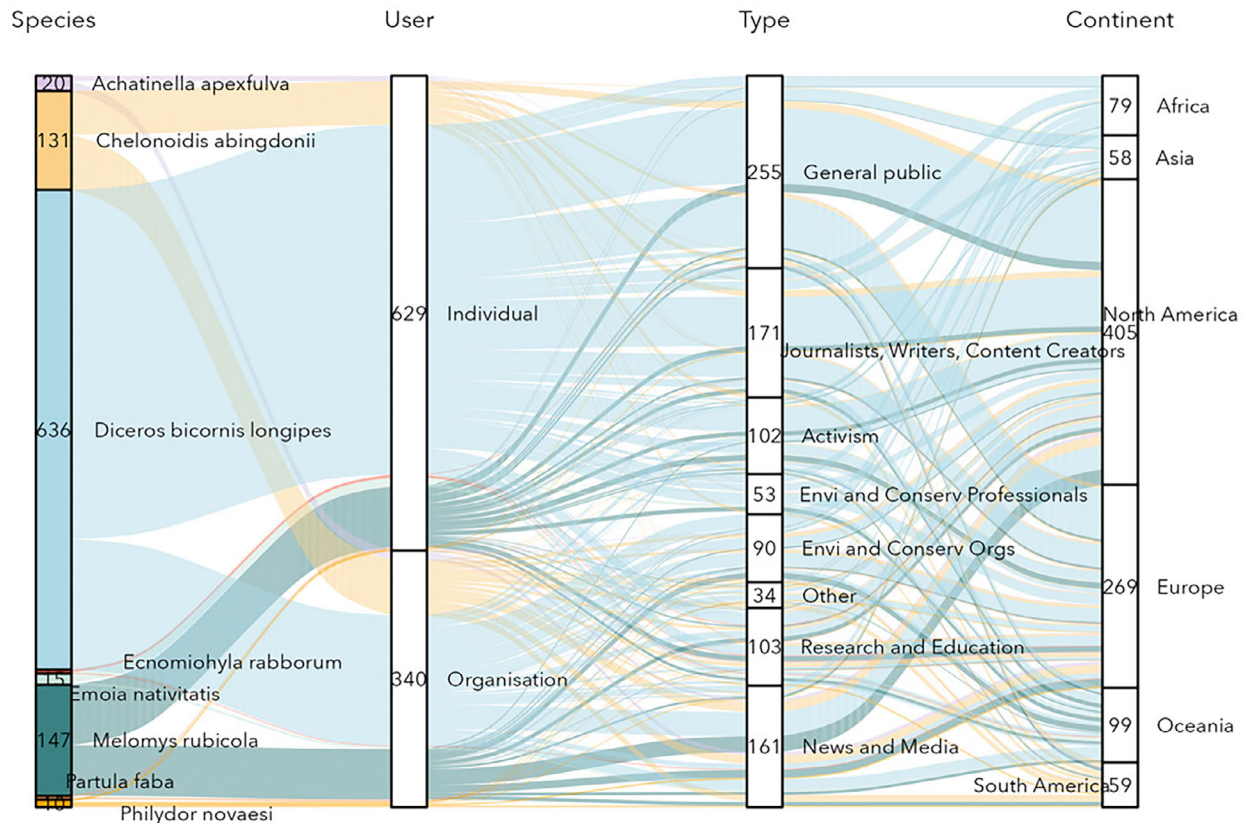 Species User Type Continent
20 Achatinella apexfulva
131 Chelonoidis abingdonii
636 Diceros bicornis longipes
Ecnomiohyla rabborum
15
Emoia nativitatis
147 Melomys rubicola
Partula faba
Philydor novaesi
629 Individual
340 Organisation
255 General public
171
Journalists, Writers, Content Creators
102 Activism
53 Envi and Conserv Professionals
90 Envi and Conserv Orgs
34 Other
103 Research and Education
161 News and Media
79 Africa
58 Asia
North America
405
269 Europe
99 Oceania
South America 59